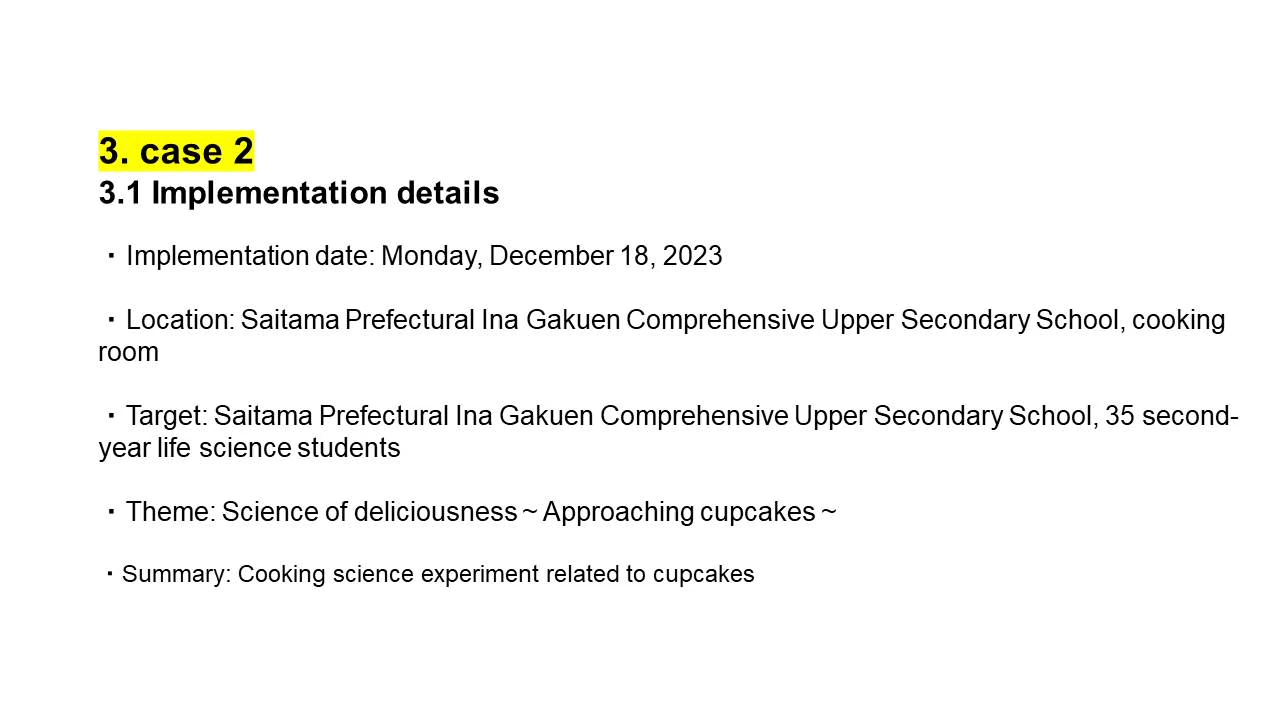 3. case 2
3.1 Implementation details
・Implementation date: Monday, December 18, 2023
・Location: Saitama Prefectural Ina Gakuen Comprehensive Upper Secondary School, cooking
room
・Target: Saitama Prefectural Ina Gakuen Comprehensive Upper Secondary School, 35 second-
year life science students
・Theme: Science of deliciousness ~ Approaching cupcakes ~
・Summary: Cooking science experiment related to cupcakes